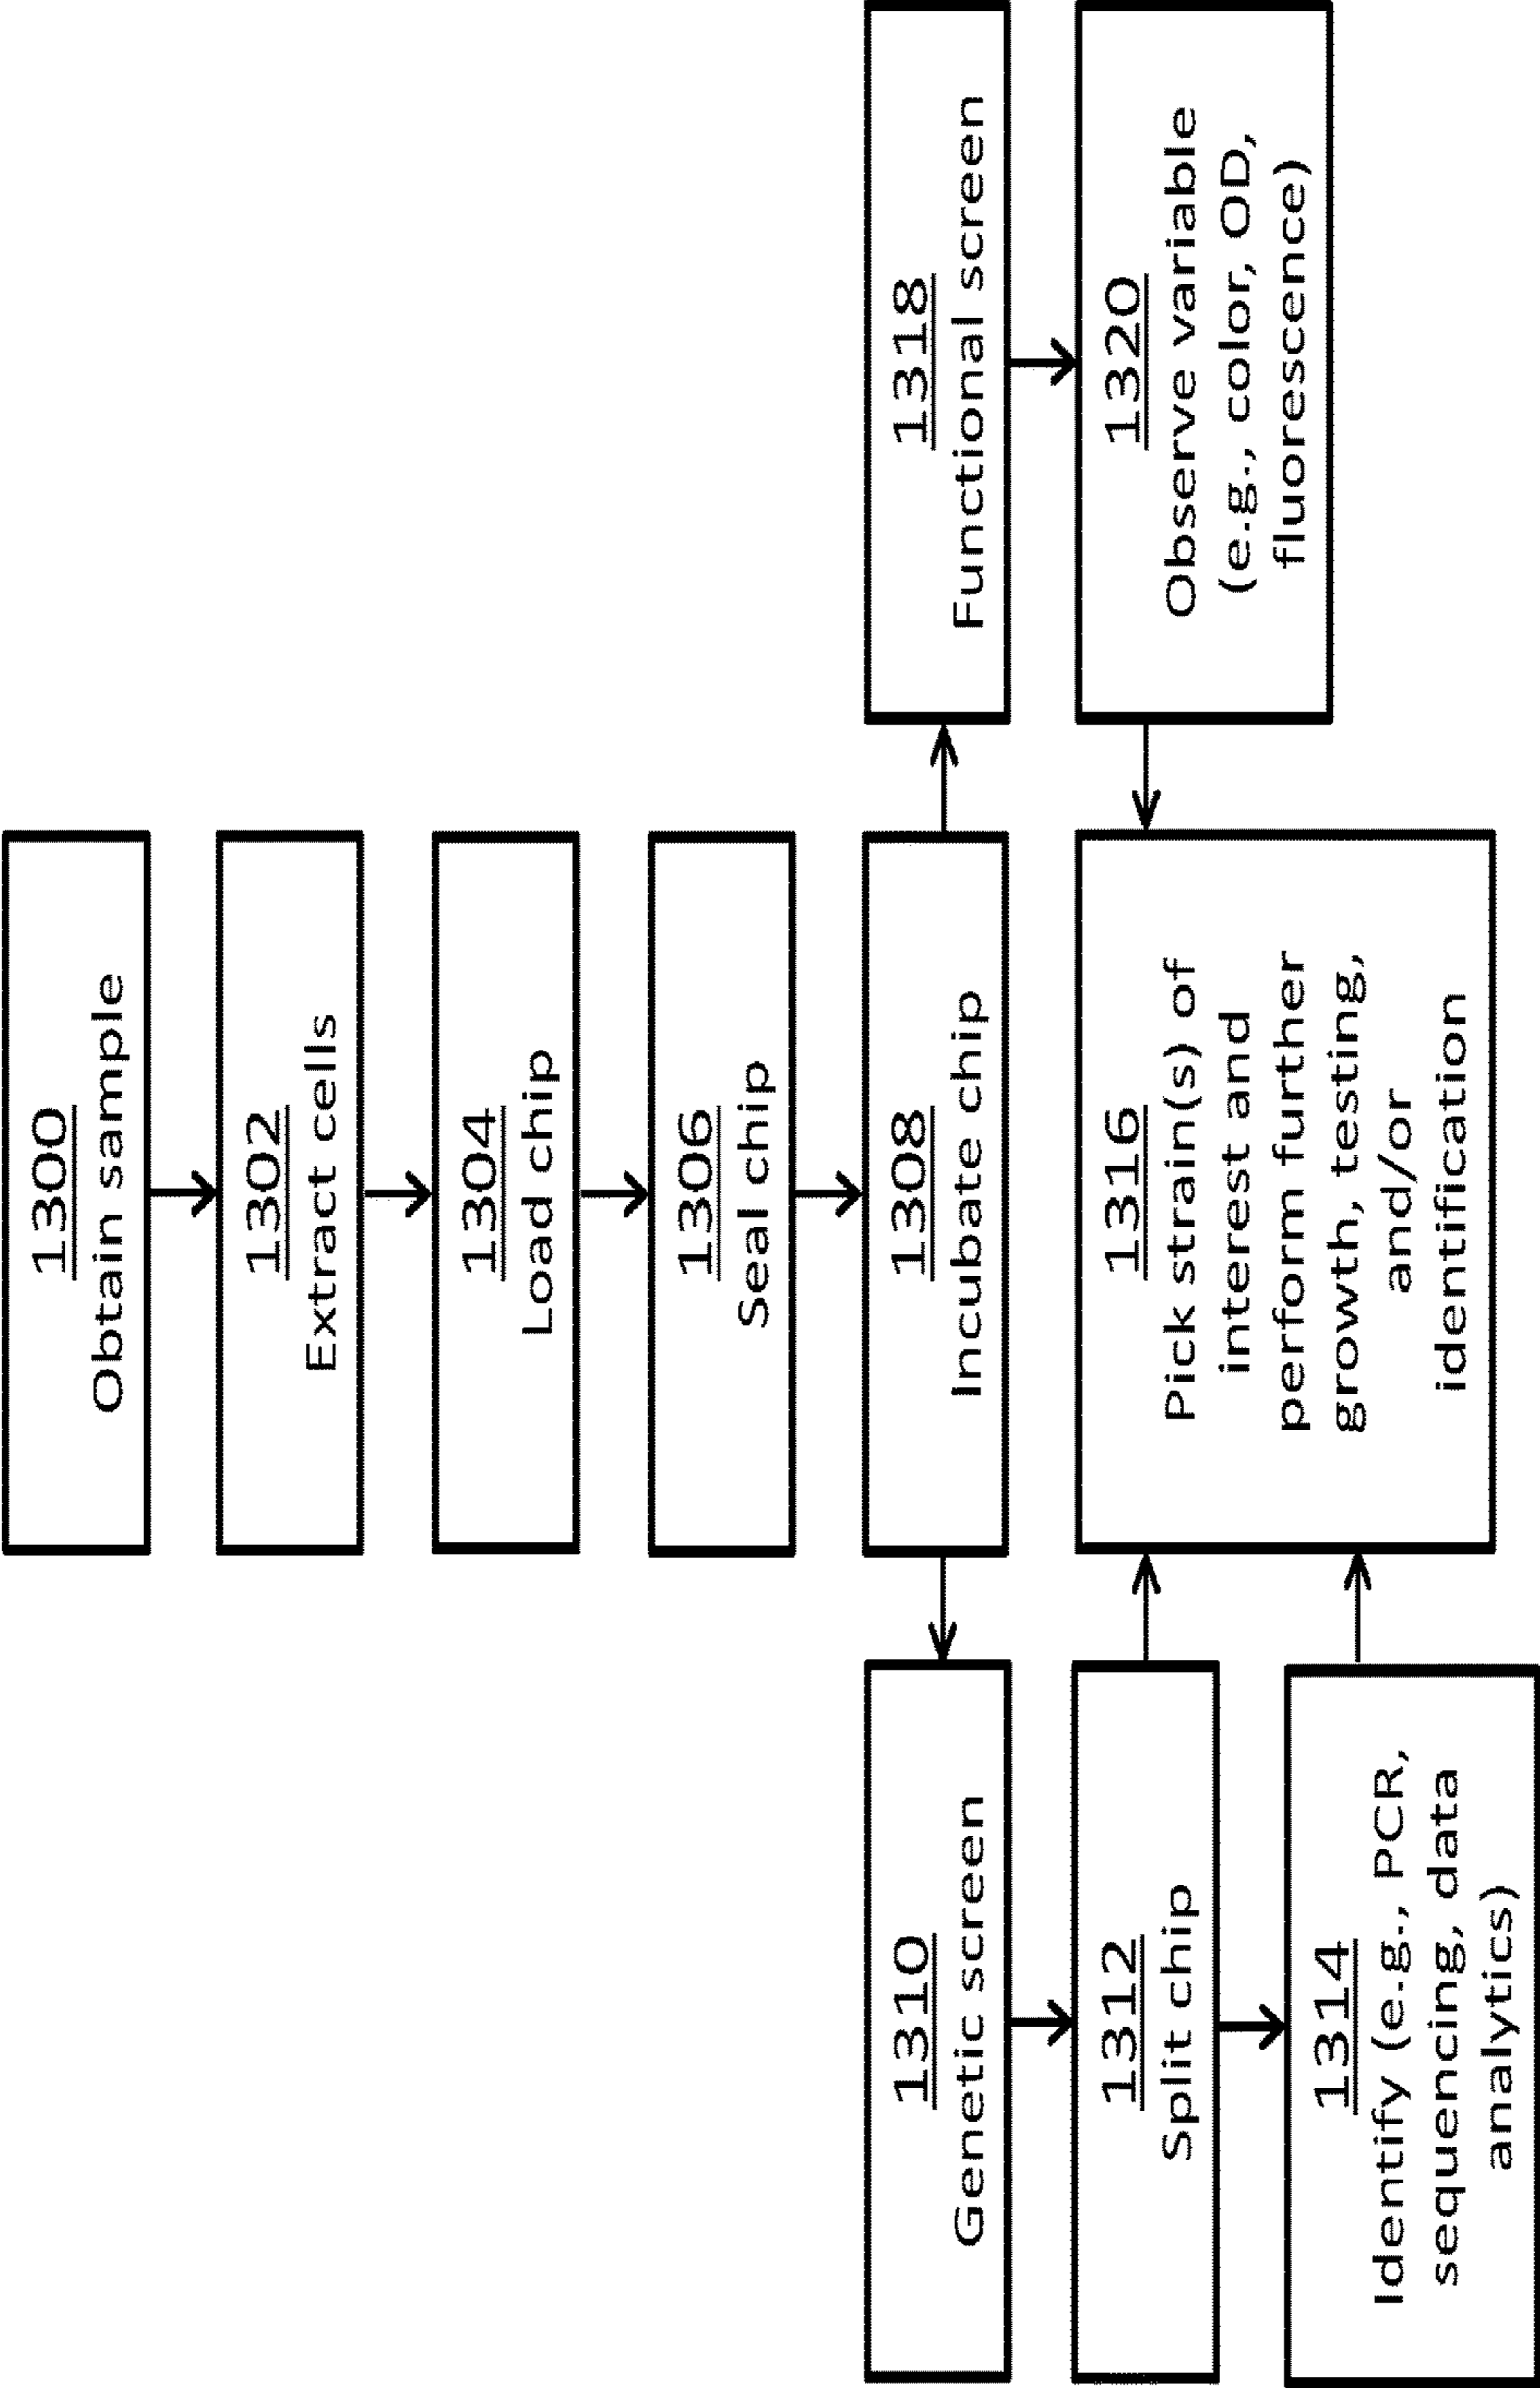 1300
Obtain sample
1302
Extract cells
1304
Load chip
1306
Seal chip
1308
Incubate chip
1310
Genetic screen
1312
Split chip
1314
Identify (e.g., PCR,
sequencing, data
analytics)
1316
Pick strain(s) of
interest and
perform further
growth, testing,
and/or
identification
1318
Functional screen
1320
Observe variable
(e.g., color, OD,
fluorescence)